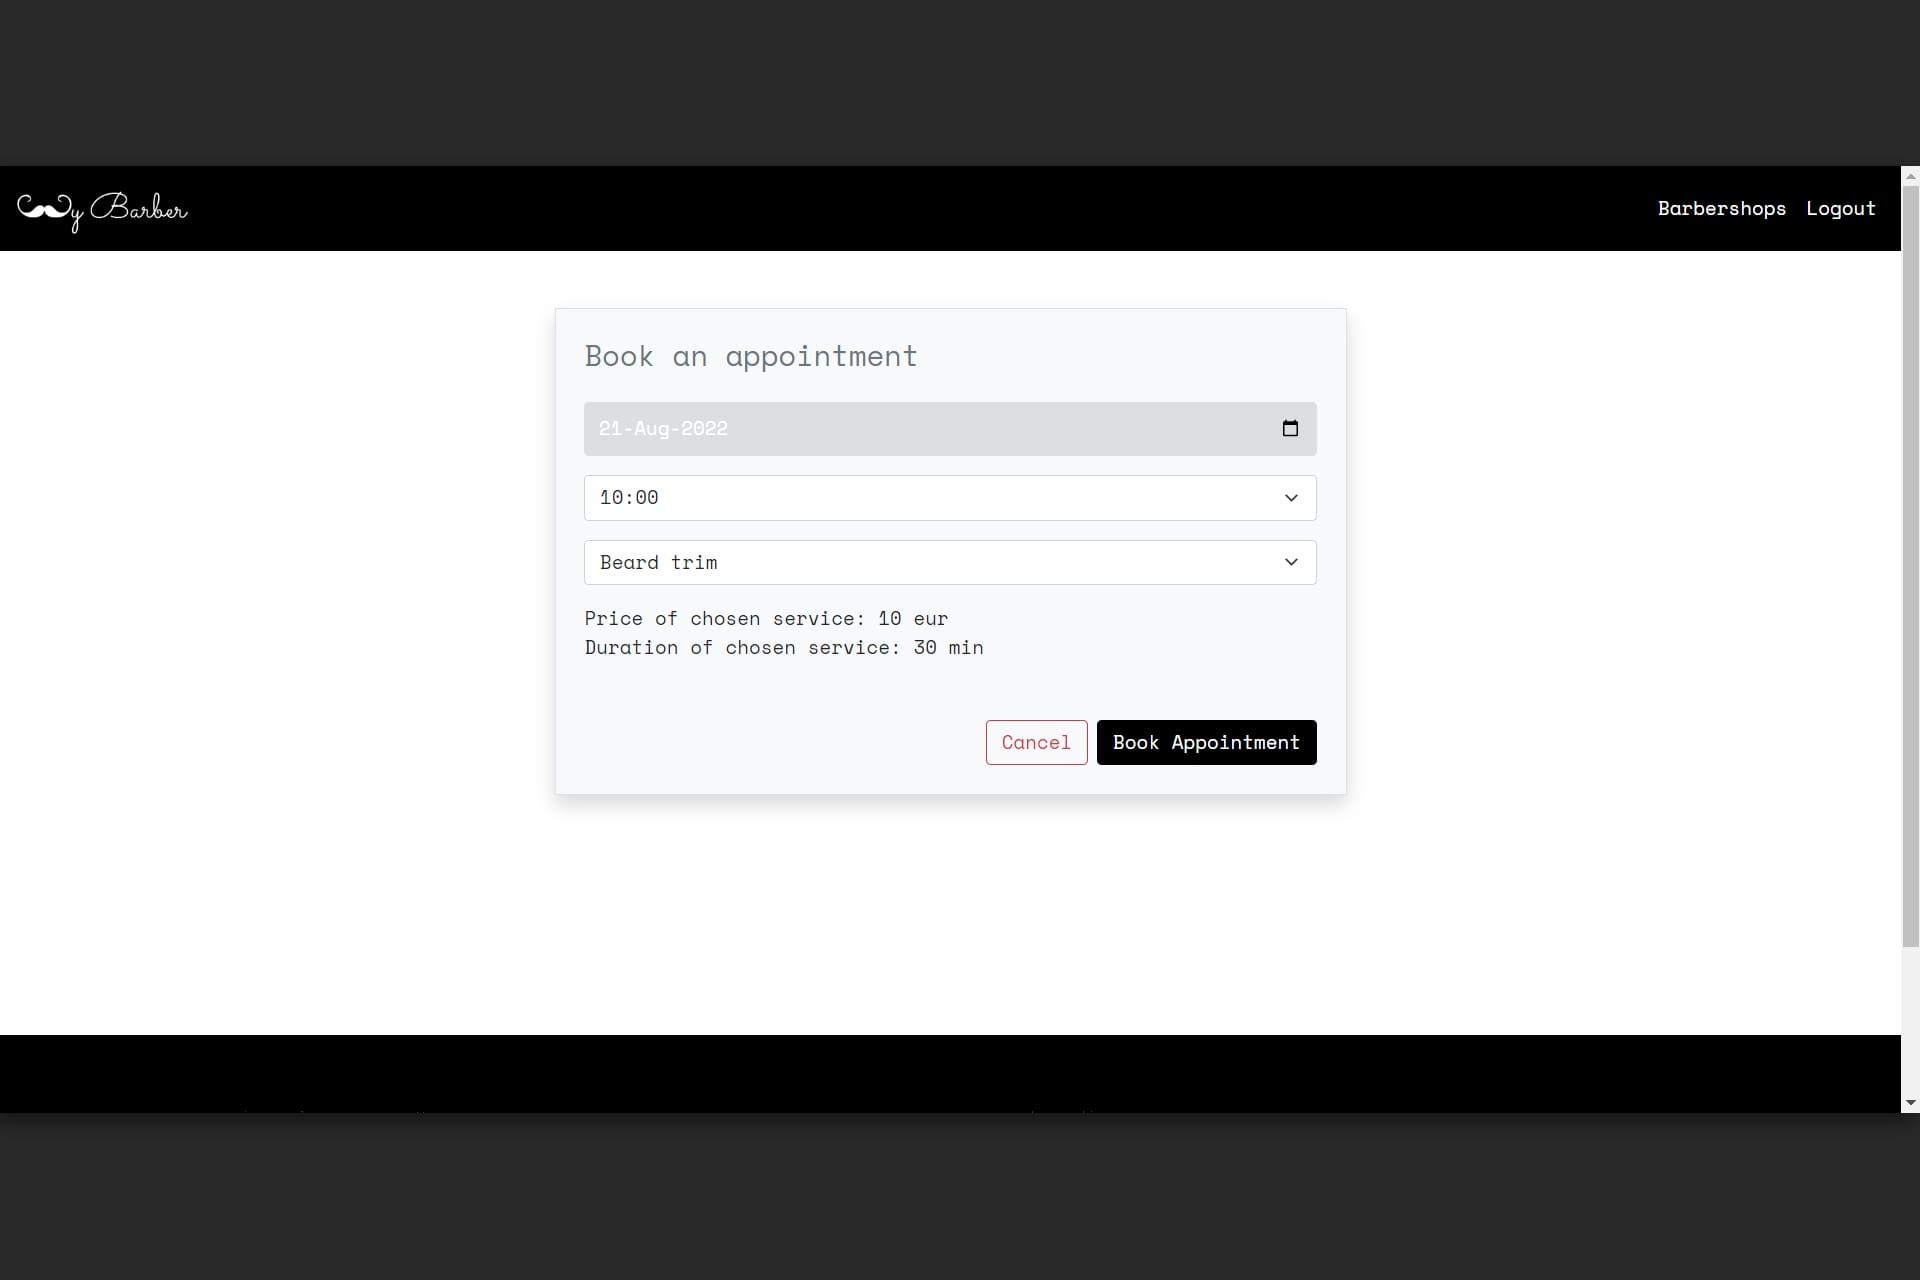 My Barber
Barbershops Logout
Book an appointment
21-Aug-2022
10:00
Beard trim
Price of chosen service: 10 eur
Duration of chosen service: 30 min
Cancel Book Appointment